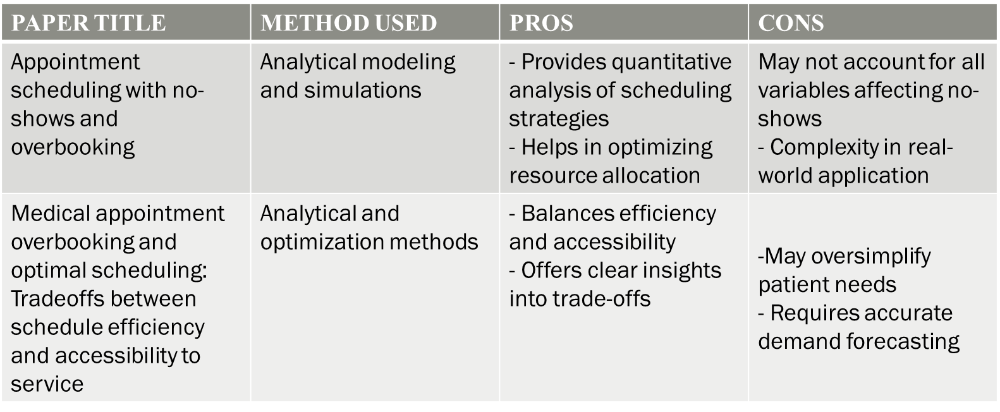 PAPER TITLE
METHOD USED
PROS
CONS
Appointment
scheduling with no-
shows and
overbooking
Analytical modeling
and simulations
- Provides quantitative
analysis of scheduling
strategies
- Helps in optimizing
resource allocation
May not account for all
variables affecting no-
shows
- Complexity in real-
world application
Medical appointment
overbooking and
optimal scheduling:
Tradeoffs between
schedule efficiency
and accessibility to
service
Analytical and
optimization methods
- Balances efficiency
and accessibility
- Offers clear insights
into trade-offs
-May oversimplify
patient needs
- Requires accurate
demand forecasting